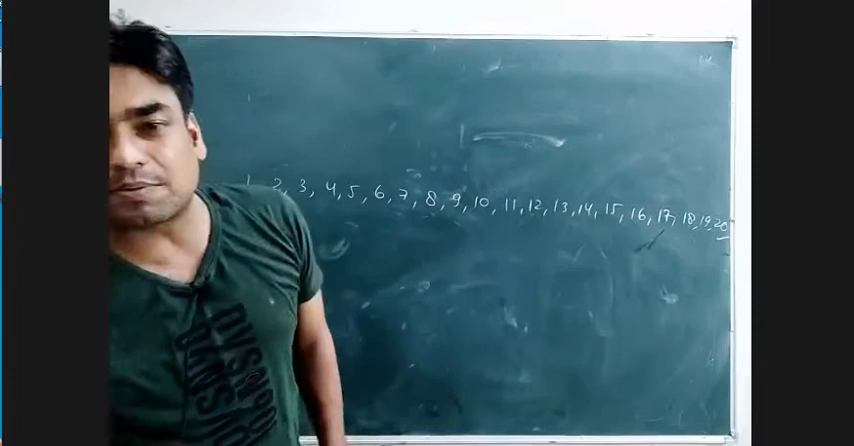 1, 2, 3, 4, 5, 6, 7, 8, 9, 10, 11, 12, 13, 14, 15, 16, 17, 18, 19, 20